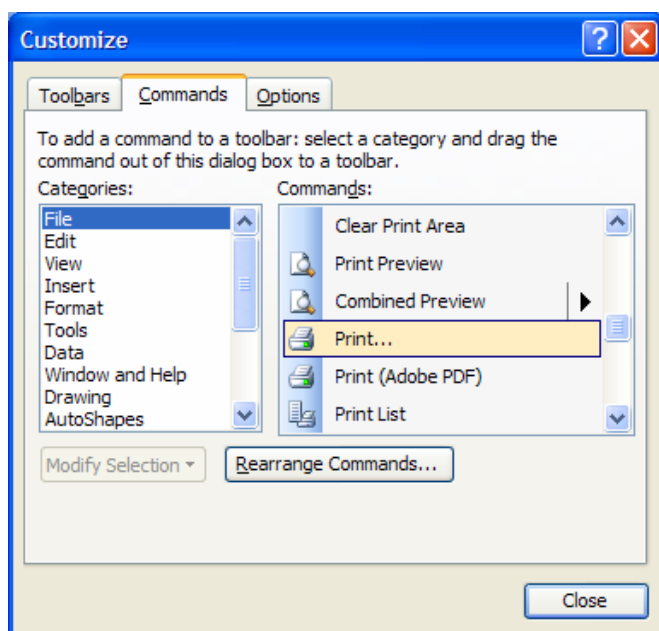 Customize
Toolbars Commands Options
To add a command to a toolbar: select a category and drag the
command out of this dialog box to a toolbar.
Categories:
File
Edit
View
Insert
Format
Tools
Data
Window and Help
Drawing
AutoShapes
Commands:
Clear Print Area
Print Preview
Combined Preview
Print...
Print (Adobe PDF)
Print List
Modify Selection
Rearrange Commands...
Close